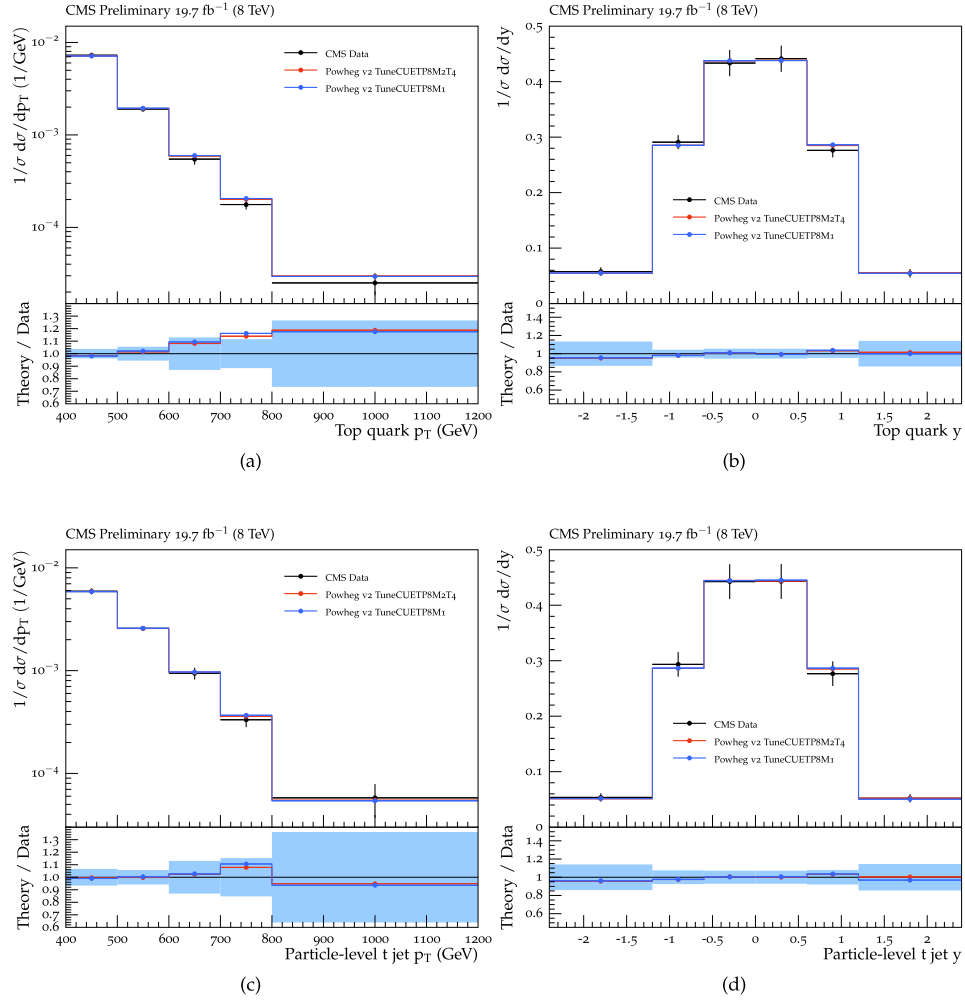 CMS Preliminary 19.7 fb⁻¹ (8 TeV)
1/σ dσ/dp_T (1/GeV)
10⁻²
10⁻³
10⁻⁴
CMS Data
Powheg v2 TuneCUETP8M2T4
Powheg v2 TuneCUETP8M1
Theory / Data
1.3
1.2
1.1
1.0
0.9
0.8
0.7
0.6
400 500 600 700 800 900 1000 1100 1200
Top quark p_T (GeV)
(a)
CMS Preliminary 19.7 fb⁻¹ (8 TeV)
1/σ dσ/dy
0.5
0.4
0.3
0.2
0.1
0
CMS Data
Powheg v2 TuneCUETP8M2T4
Powheg v2 TuneCUETP8M1
Theory / Data
1.4
1.2
1
0.8
0.6
-2 -1.5 -1 -0.5 0 0.5 1 1.5 2
Top quark y
(b)
CMS Preliminary 19.7 fb⁻¹ (8 TeV)
1/σ dσ/dp_T (1/GeV)
10⁻²
10⁻³
10⁻⁴
CMS Data
Powheg v2 TuneCUETP8M2T4
Powheg v2 TuneCUETP8M1
Theory / Data
1.3
1.2
1.1
1.0
0.9
0.8
0.7
0.6
400 500 600 700 800 900 1000 1100 1200
Particle-level t jet p_T (GeV)
(c)
CMS Preliminary 19.7 fb⁻¹ (8 TeV)
1/σ dσ/dy
0.5
0.4
0.3
0.2
0.1
0
CMS Data
Powheg v2 TuneCUETP8M2T4
Powheg v2 TuneCUETP8M1
Theory / Data
1.4
1.2
1
0.8
0.6
-2 -1.5 -1 -0.5 0 0.5 1 1.5 2
Particle-level t jet y
(d)